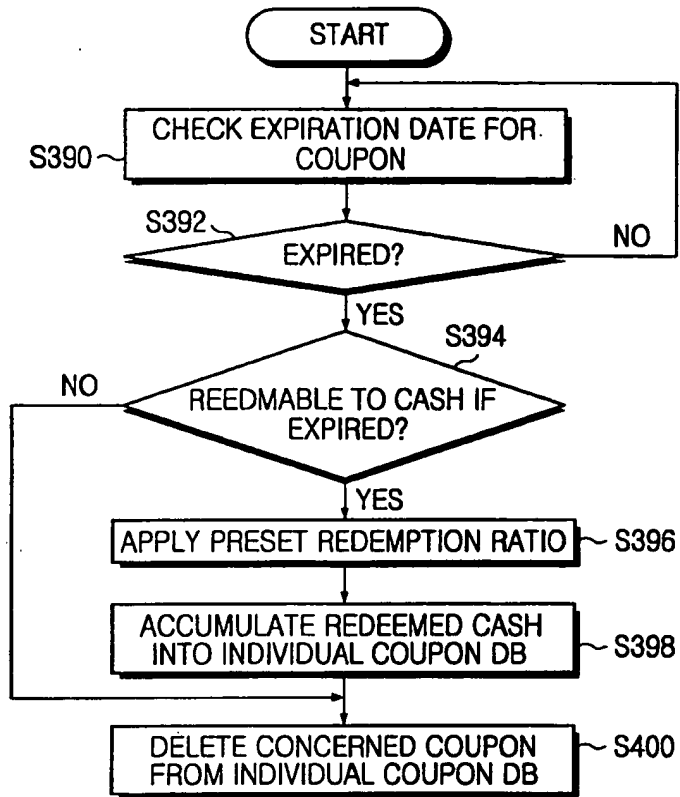 START
CHECK EXPIRATION DATE FOR
COUPON
S390
S392
EXPIRED?
NO
YES
S394
NO
REEDMABLE TO CASH IF
EXPIRED?
YES
APPLY PRESET REDEMPTION RATIO
S396
ACCUMULATE REDEEMED CASH
INTO INDIVIDUAL COUPON DB
S398
DELETE CONCERNED COUPON
FROM INDIVIDUAL COUPON DB
S400